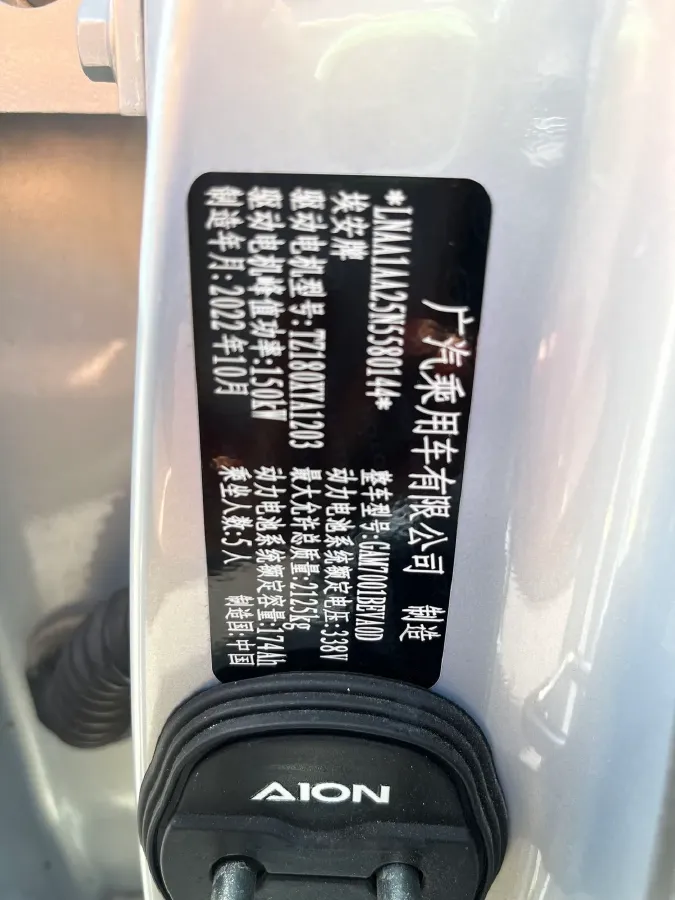 广汽乘用车有限公司 制造
*LNAA1AA25N5580144*
埃安牌 整车型号:GAM7001BEVA0D
驱动电机型号:TZ180XYA1203 动力电池系统额定电压:338V
驱动电机峰值功率:150kW 最大允许总质量:2125kg
制造年月:2022年10月 动力电池系统额定容量:174Ah
乘坐人数:5人 制造国:中国
AION